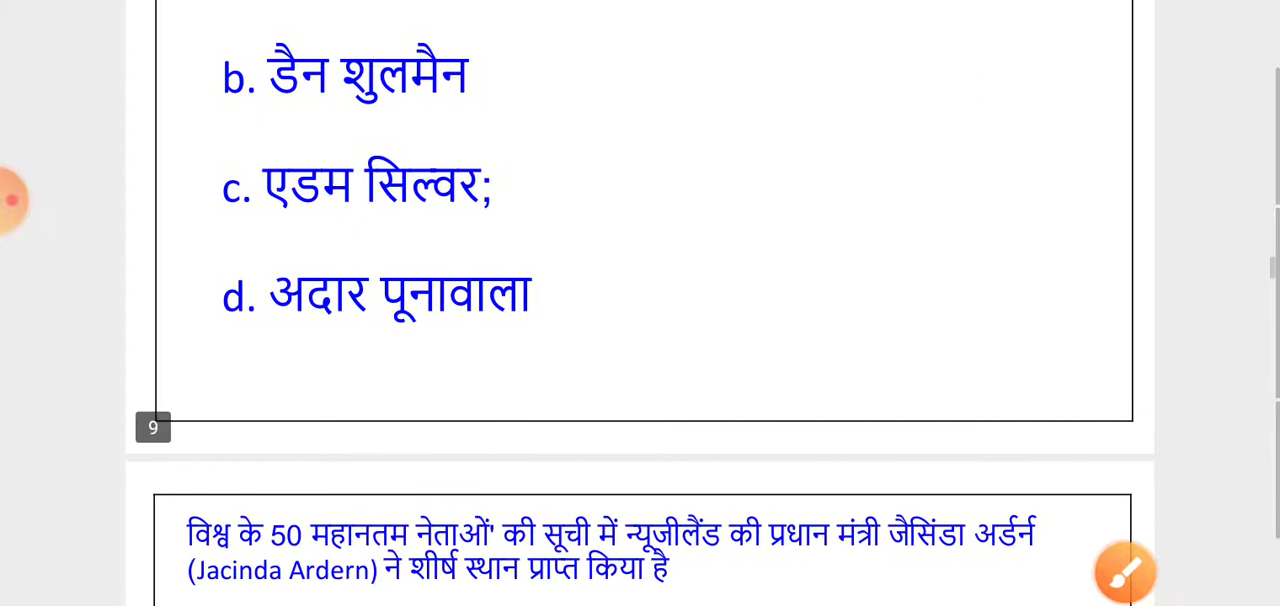 b. डैन शुलमैन
c. एडम सिल्वर;
d. अदार पूनावाला
9
विश्व के 50 महानतम नेताओं' की सूची में न्यूजीलैंड की प्रधान मंत्री जैसिंडा अर्डर्न
(Jacinda Ardern) ने शीर्ष स्थान प्राप्त किया है